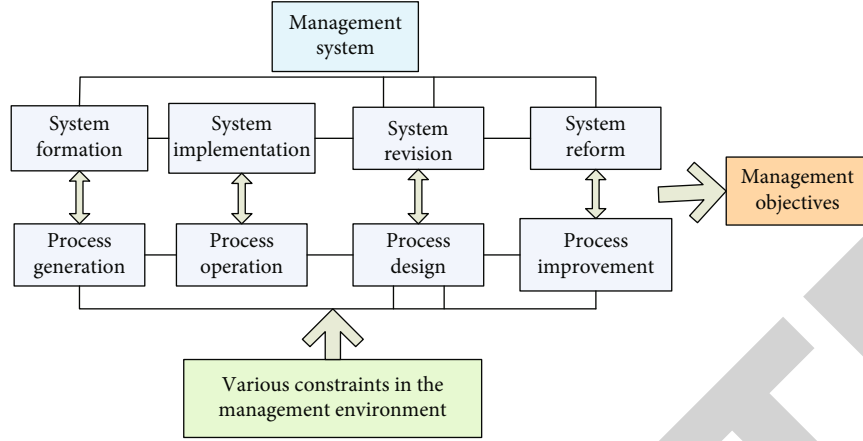 Management
system
System
formation
System
implementation
System
revision
System
reform
Management
objectives
Process
generation
Process
operation
Process
design
Process
improvement
Various constraints in the
management environment